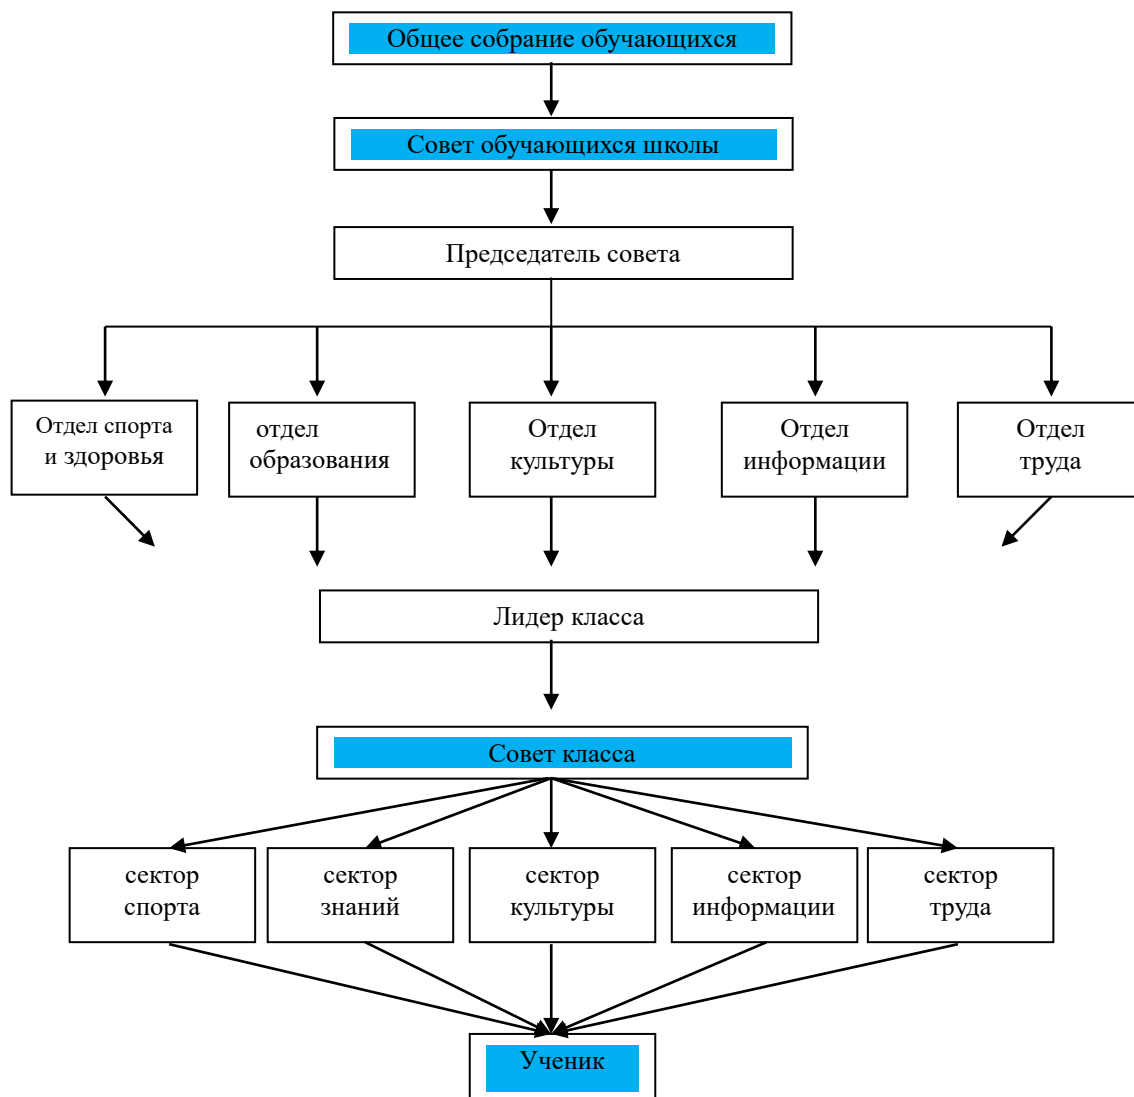 Общее собрание обучающихся
Совет обучающихся школы
Председатель совета
Отдел спорта
и здоровья
отдел
образования
Отдел
культуры
Отдел
информации
Отдел
труда
Лидер класса
Совет класса
сектор
спорта
сектор
знаний
сектор
культуры
сектор
информации
сектор
труда
Ученик